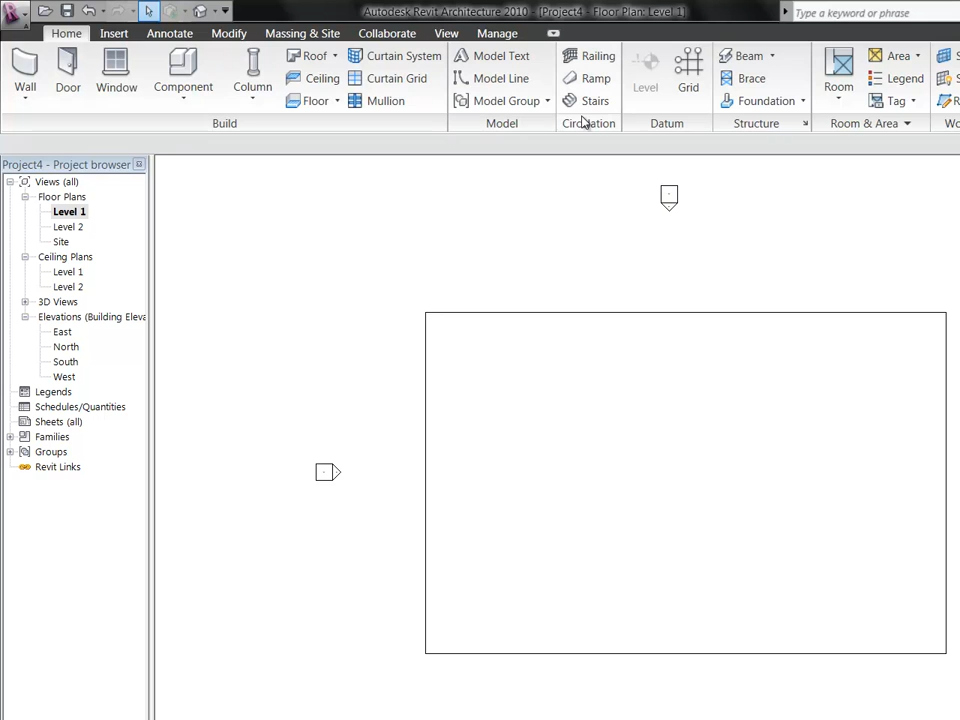 Autodesk Revit Architecture 2010 - [Project4 - Floor Plan: Level 1]
Type a keyword or phrase
Home Insert Annotate Modify Massing & Site Collaborate View Manage
Wall Door Window Component Column
Roof Curtain System
Ceiling Curtain Grid
Floor Mullion
Build
Model Text
Model Line
Model Group
Model
Railing
Ramp
Stairs
Circulation
Level Grid
Datum
Beam
Brace
Foundation
Structure
Room
Area
Legend
Tag
Room & Area
Project4 - Project browser
Views (all)
Floor Plans
Level 1
Level 2
Site
Ceiling Plans
Level 1
Level 2
3D Views
Elevations (Building Eleva
East
North
South
West
Legends
Schedules/Quantities
Sheets (all)
Families
Groups
Revit Links